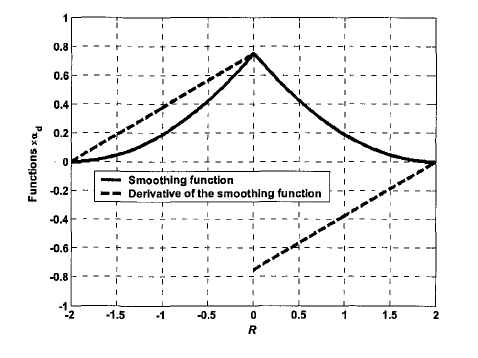 1
0.8
0.6
0.4
0.2
0
-0.2
-0.4
-0.6
-0.8
-1
Functions xα_d
Smoothing function
Derivative of the smoothing function
-2 -1.5 -1 -0.5 0 0.5 1 1.5 2
R